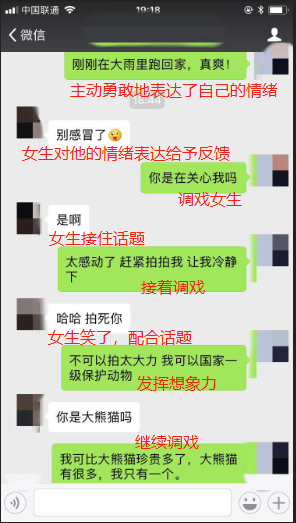 中国联通
19:18
微信
刚刚在大雨里跑回家，真爽！
主动勇敢地表达了自己的情绪
18:44
别感冒了
女生对他的情绪表达给予反馈
你是在关心我吗
调戏女生
是啊
女生接住话题
太感动了 赶紧拍拍我 让我冷静
下
接着调戏
哈哈 拍死你
女生笑了，配合话题
不可以拍太大力 我可以国家一
级保护动物
发挥想象力
你是大熊猫吗
继续调戏
我可比大熊猫珍贵多了，大熊猫
有很多，我只有一个。